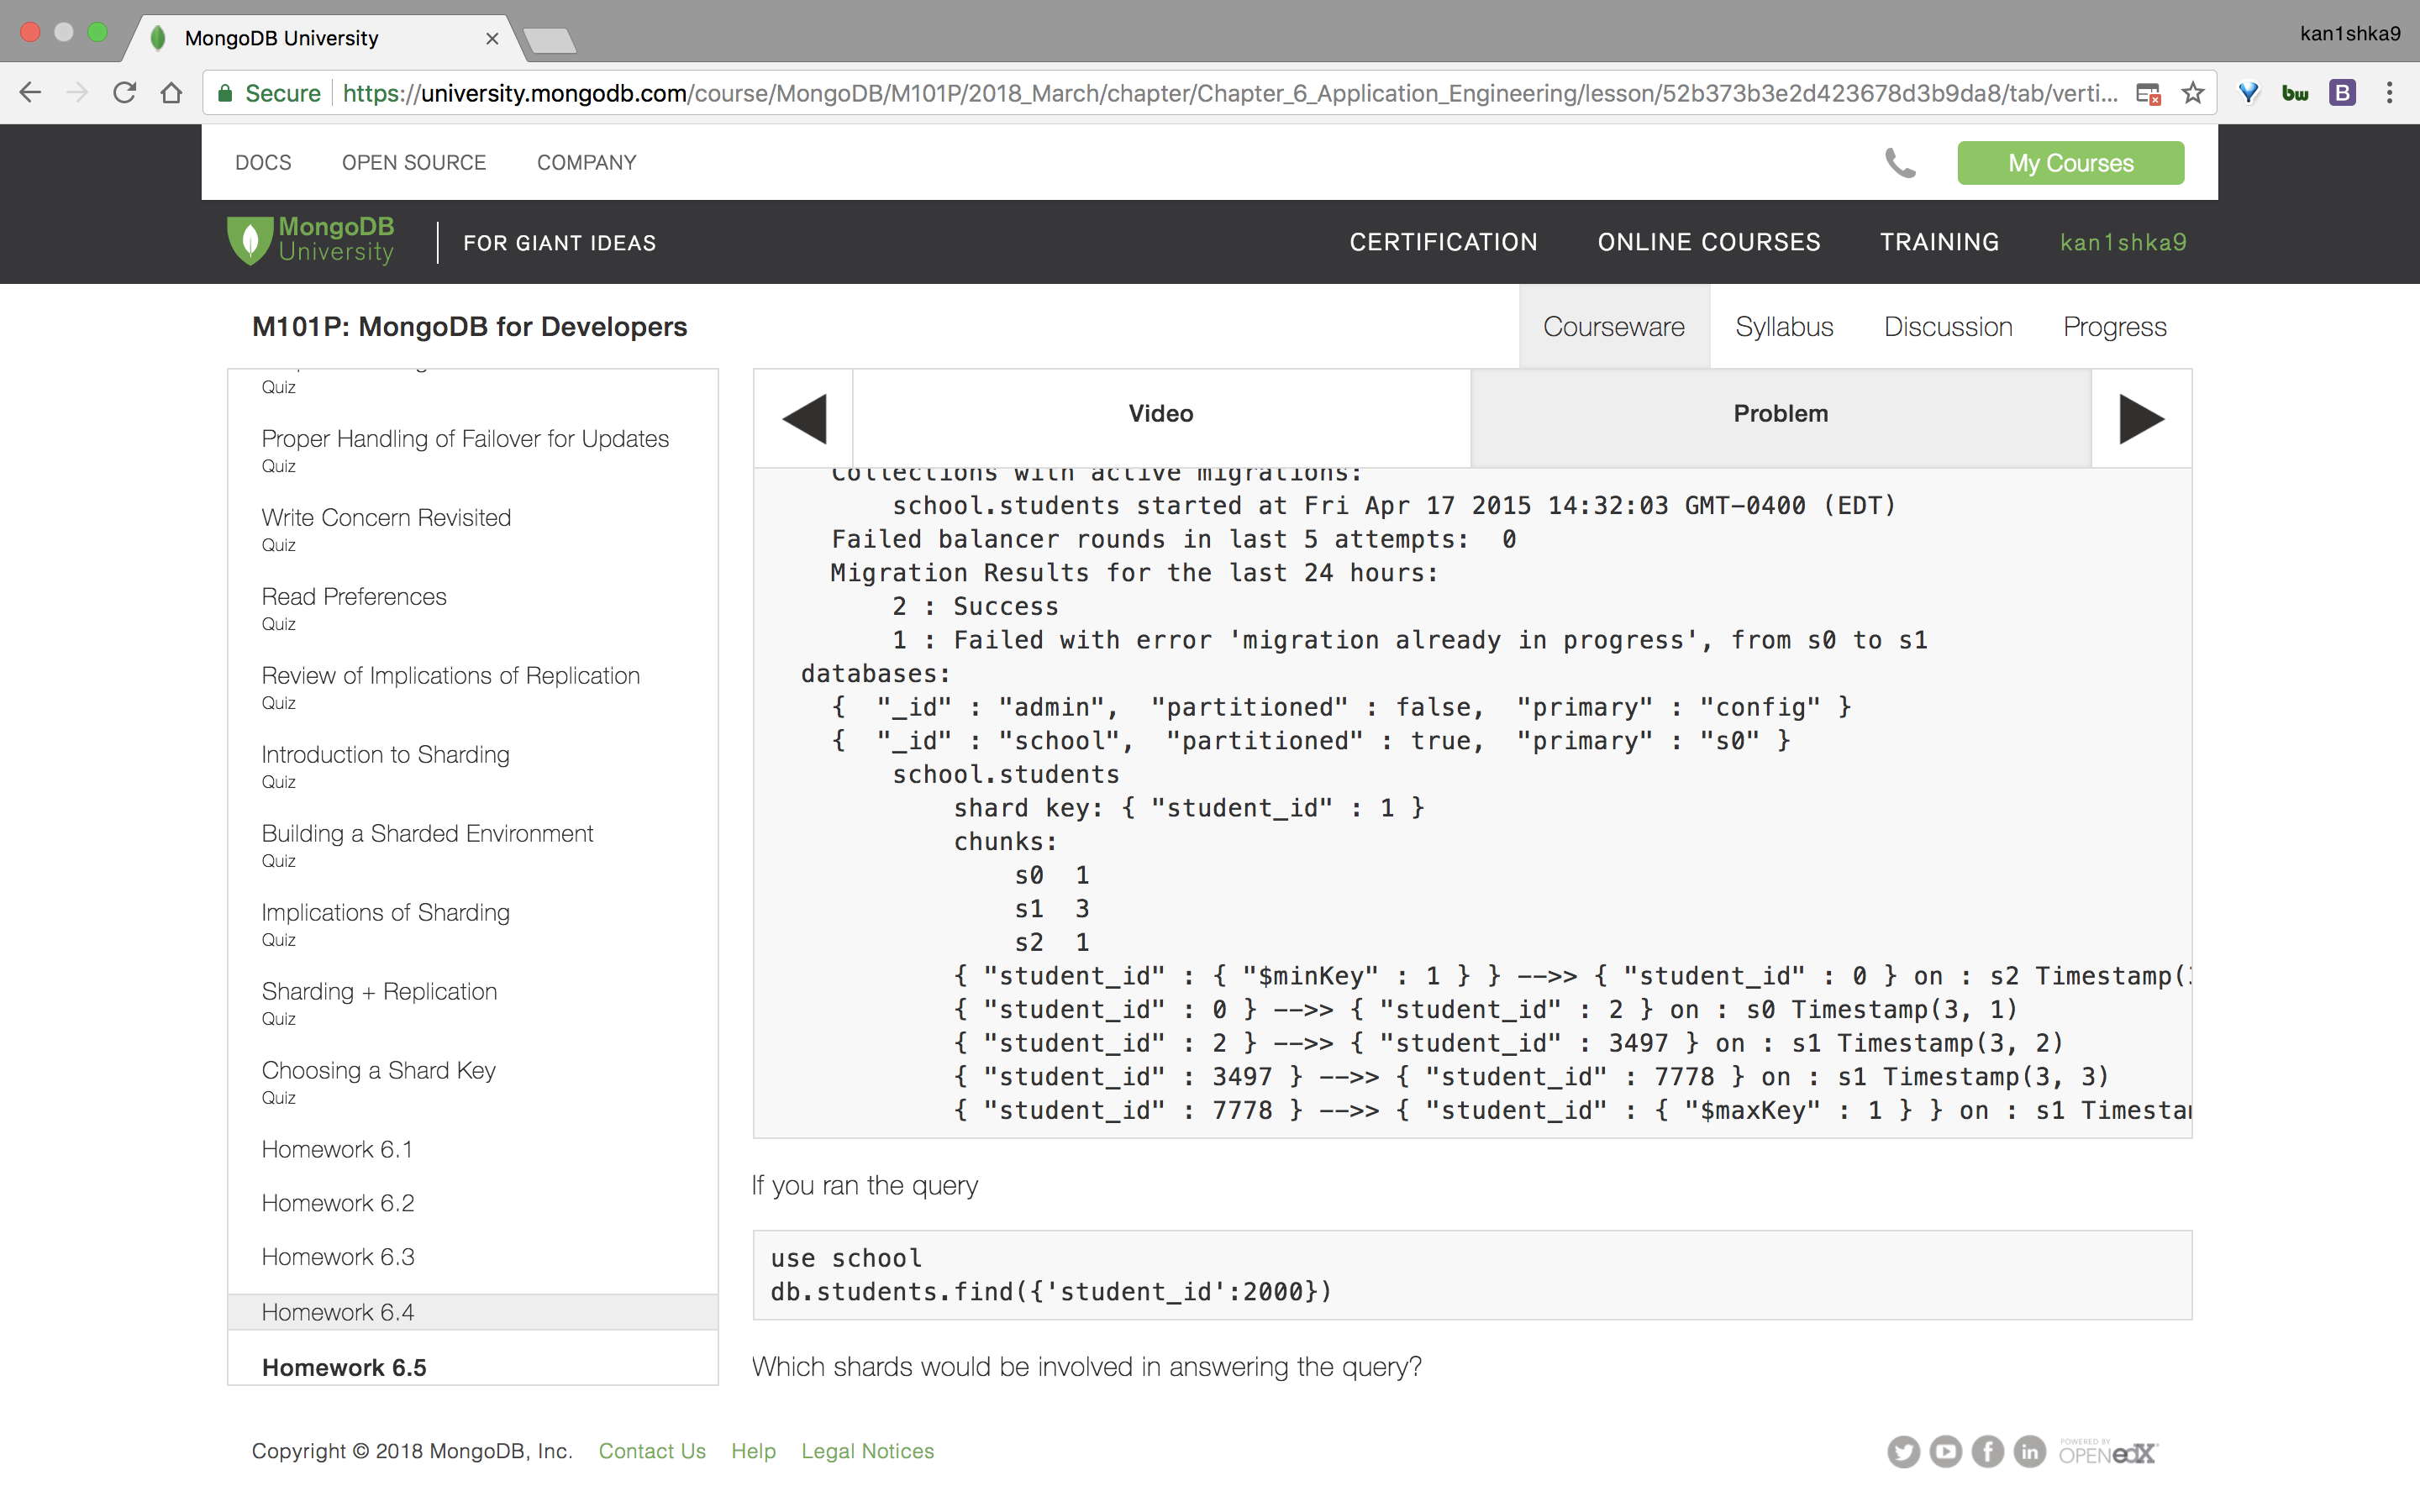 MongoDB University
kan1shka9
Secure https://university.mongodb.com/course/MongoDB/M101P/2018_March/chapter/Chapter_6_Application_Engineering/lesson/52b373b3e2d423678d3b9da8/tab/verti...
bw
B
DOCS OPEN SOURCE COMPANY
My Courses
MongoDB University
FOR GIANT IDEAS
CERTIFICATION ONLINE COURSES TRAINING kan1shka9
M101P: MongoDB for Developers
Courseware Syllabus Discussion Progress
Quiz
Proper Handling of Failover for Updates
Quiz
Write Concern Revisited
Quiz
Read Preferences
Quiz
Review of Implications of Replication
Quiz
Introduction to Sharding
Quiz
Building a Sharded Environment
Quiz
Implications of Sharding
Quiz
Sharding + Replication
Quiz
Choosing a Shard Key
Quiz
Homework 6.1
Homework 6.2
Homework 6.3
Homework 6.4
Homework 6.5
Video Problem
Collections with active migrations:
school.students started at Fri Apr 17 2015 14:32:03 GMT-0400 (EDT)
Failed balancer rounds in last 5 attempts:  0
Migration Results for the last 24 hours:
2 : Success
1 : Failed with error 'migration already in progress', from s0 to s1
databases:
{  "_id" : "admin",  "partitioned" : false,  "primary" : "config" }
{  "_id" : "school",  "partitioned" : true,  "primary" : "s0" }
school.students
shard key: { "student_id" : 1 }
chunks:
s0  1
s1  3
s2  1
{ "student_id" : { "$minKey" : 1 } } -->> { "student_id" : 0 } on : s2 Timestamp(
{ "student_id" : 0 } -->> { "student_id" : 2 } on : s0 Timestamp(3, 1)
{ "student_id" : 2 } -->> { "student_id" : 3497 } on : s1 Timestamp(3, 2)
{ "student_id" : 3497 } -->> { "student_id" : 7778 } on : s1 Timestamp(3, 3)
{ "student_id" : 7778 } -->> { "student_id" : { "$maxKey" : 1 } } on : s1 Timesta
If you ran the query
use school
db.students.find({'student_id':2000})
Which shards would be involved in answering the query?
Copyright © 2018 MongoDB, Inc. Contact Us Help Legal Notices
POWERED BY
OPEN edX